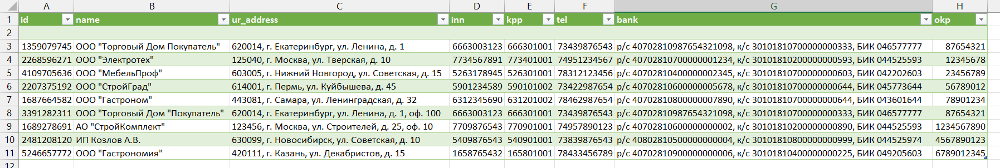 A B C D E F G H
1 id name ur_address inn kpp tel bank okp
2
3 1359079745 ООО "Торговый Дом Покупатель" 620014, г. Екатеринбург, ул. Ленина, д. 1 6663003123 666301001 73439876543 р/с 40702810987654321098, к/с 30101810700000000333, БИК 046577777 87654321
4 2268596271 ООО "Электротех" 125040, г. Москва, ул. Тверская, д. 10 7734567891 773401001 74951234567 р/с 40702810700000001234, к/с 30101810200000000593, БИК 044525593 12345678
5 4109705636 ООО "МебельПроф" 603005, г. Нижний Новгород, ул. Советская, д. 15 5263178945 526301001 78312123456 р/с 40702810400000002345, к/с 30101810700000000603, БИК 042202603 23456789
6 2207375192 ООО "СтройГрад" 614001, г. Пермь, ул. Куйбышева, д. 45 5901234589 590101002 73422987654 р/с 40702810600000005678, к/с 30101810700000000644, БИК 045773644 56789012
7 1687664582 ООО "Гастроном" 443081, г. Самара, ул. Ленинградская, д. 32 6312345690 631201002 78462987654 р/с 40702810800000007890, к/с 30101810700000000644, БИК 043601644 78901234
8 3391282311 ООО "Торговый Дом "Покупатель" 620014, г. Екатеринбург, ул. Ленина, д. 1, оф. 100 6663003123 666301001 73439876543 р/с 40702810987654321098, к/с 30101810700000000333, БИК 046577777 87654321
9 1689278691 АО "СтройКомплект" 123456, г. Москва, ул. Строителей, д. 25, оф. 10 7709876543 770901001 74957890123 р/с 40702810600000000002, к/с 30101810200000000890, БИК 044525593 1234567890
10 2481208120 ИП Козлов А.В. 630099, г. Новосибирск, ул. Советская, д. 10 5409876543 540901001 73839876543 р/с 40802810500000000004, к/с 30101810800000000999, БИК 044525974 4567890123
11 5246657772 ООО "Гастрономия" 420111, г. Казань, ул. Декабристов, д. 15 1658765432 165801001 78433456789 р/с 40702810900000000006, к/с 30101810400000000225, БИК 049205603 6789012345
12